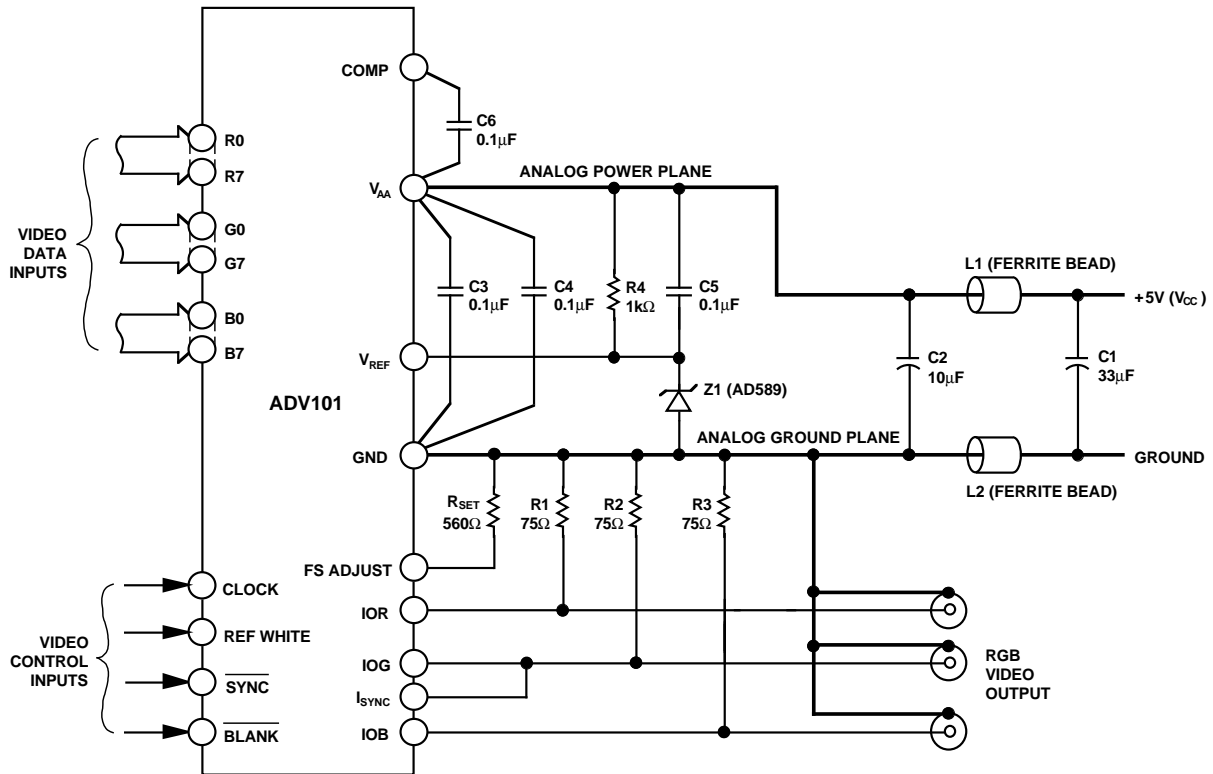 COMP
C6
0.1µF
R0
R7
G0
G7
B0
B7
VIDEO
DATA
INPUTS
VAA
ANALOG POWER PLANE
C3
0.1µF
C4
0.1µF
R4
1kΩ
C5
0.1µF
L1 (FERRITE BEAD)
+5V (VCC)
C2
10µF
C1
33µF
VREF
Z1 (AD589)
ADV101
GND
ANALOG GROUND PLANE
GROUND
L2 (FERRITE BEAD)
RSET
560Ω
R1
75Ω
R2
75Ω
R3
75Ω
FS ADJUST
CLOCK
REF WHITE
SYNC
BLANK
VIDEO
CONTROL
INPUTS
IOR
IOG
ISYNC
IOB
RGB
VIDEO
OUTPUT